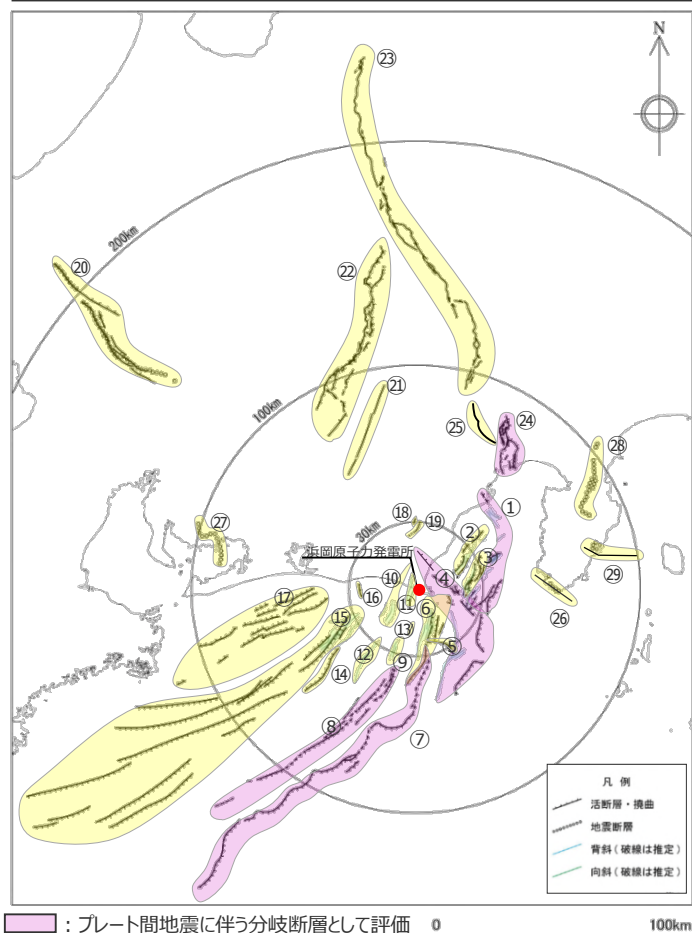 ㉓
N
200km
⑳
㉒
100km
㉑
㉕
㉔
㉘
①
㉗
30km
⑱
⑲
②
③
浜岡原子力発電所
㉙
④
⑩
⑰
⑯
⑪
⑥
㉖
⑮
⑬
⑤
⑫
⑨
⑭
⑧
⑦
凡 例
活断層・撓曲
地震断層
背斜(破線は推定)
向斜(破線は推定)
:プレート間地震に伴う分岐断層として評価 0 100km